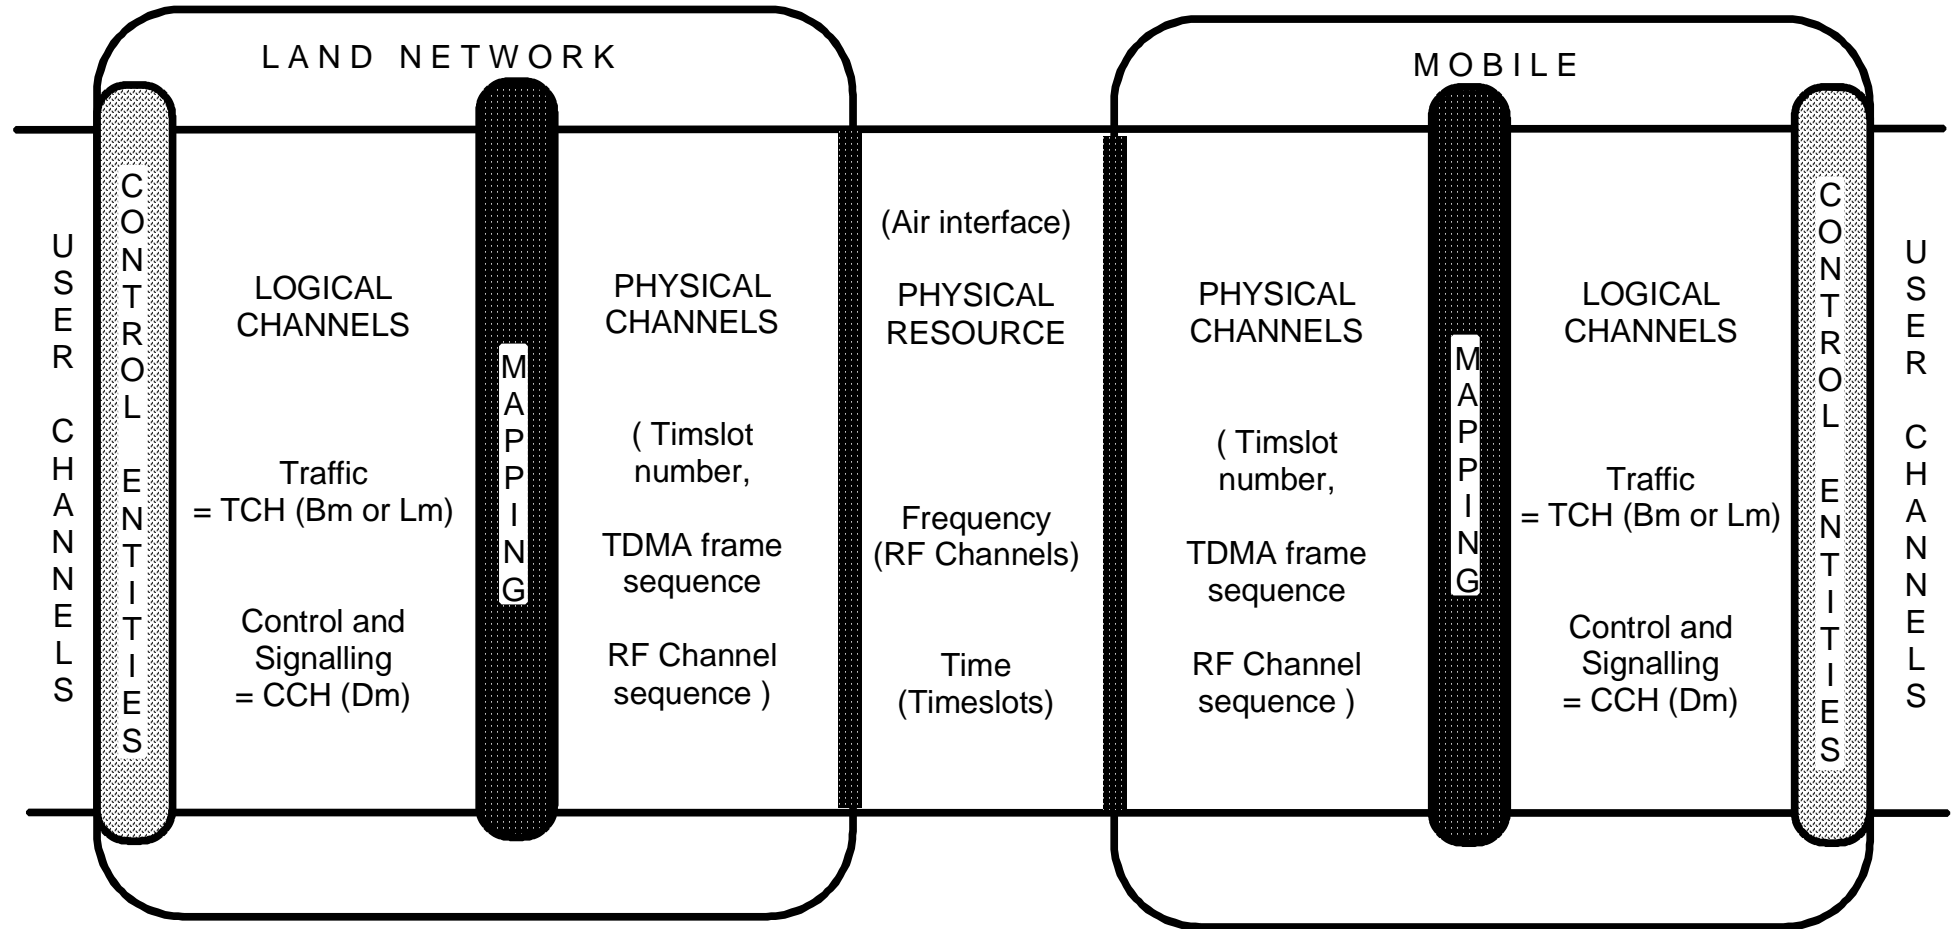 LAND NETWORK
MOBILE
USER CHANNELS
CONTROL ENTITIES
LOGICAL
CHANNELS
Traffic
= TCH (Bm or Lm)
Control and
Signalling
= CCH (Dm)
MAPPING
PHYSICAL
CHANNELS
( Timslot
number,
TDMA frame
sequence
RF Channel
sequence )
(Air interface)
PHYSICAL
RESOURCE
Frequency
(RF Channels)
Time
(Timeslots)
PHYSICAL
CHANNELS
( Timslot
number,
TDMA frame
sequence
RF Channel
sequence )
MAPPING
LOGICAL
CHANNELS
Traffic
= TCH (Bm or Lm)
Control and
Signalling
= CCH (Dm)
CONTROL ENTITIES
USER CHANNELS